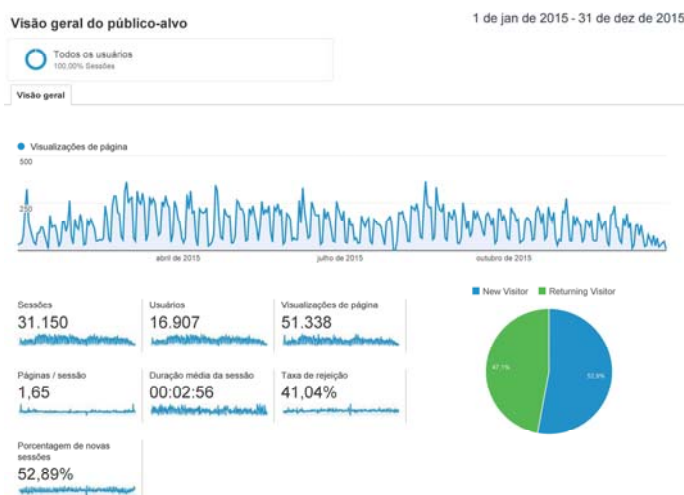 Visão geral do público-alvo
1 de jan de 2015 - 31 de dez de 2015
Todos os usuários
100,00% Sessões
Visão geral
Visualizações de página
500
250
abril de 2015
julho de 2015
outubro de 2015
Sessões
31.150
Usuários
16.907
Visualizações de página
51.338
New Visitor
Returning Visitor
47,1%
52,9%
Páginas / sessão
1,65
Duração média da sessão
00:02:56
Taxa de rejeição
41,04%
Porcentagem de novas
sessões
52,89%